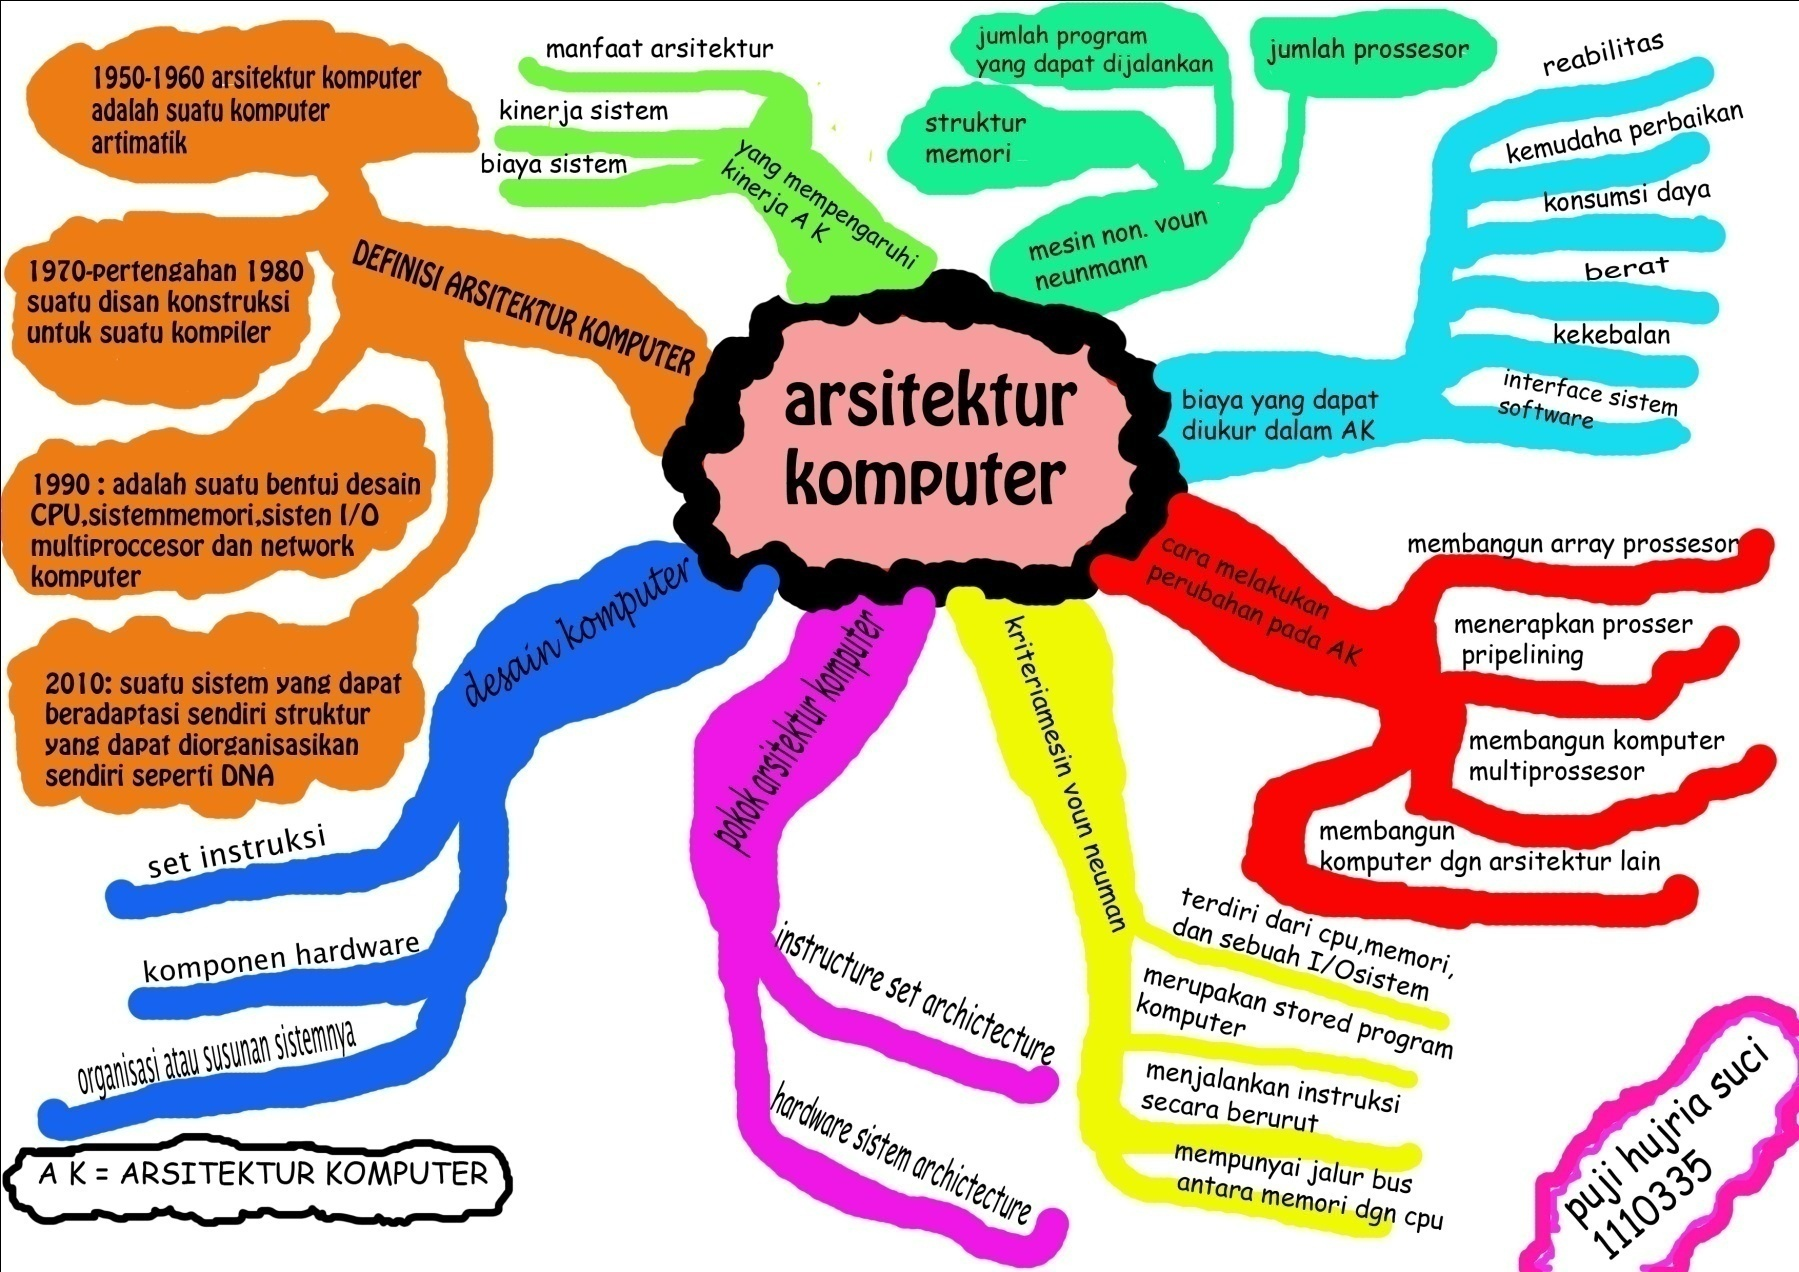 arsitektur
komputer
DEFINISI ARSITEKTUR KOMPUTER
1950-1960 arsitektur komputer
adalah suatu komputer
artimatik
1970-pertengahan 1980
suatu disan konstruksi
untuk suatu kompiler
1990 : adalah suatu bentuj desain
CPU,sistemmemori,sisten I/O
multiproccesor dan network
komputer
2010: suatu sistem yang dapat
beradaptasi sendiri struktur
yang dapat diorganisasikan
sendiri seperti DNA
yang mempengaruhi
kinerja A K
manfaat arsitektur
kinerja sistem
biaya sistem
mesin non. voun
neunmann
jumlah program
yang dapat dijalankan
struktur
memori
jumlah prossesor
biaya yang dapat
diukur dalam AK
reabilitas
kemudaha perbaikan
konsumsi daya
berat
kekebalan
interface sistem
software
cara melakukan
perubahan pada AK
membangun array prossesor
menerapkan prosser
pripelining
membangun komputer
multiprossesor
membangun
komputer dgn arsitektur lain
kriteriamesin voun neuman
terdiri dari cpu,memori,
dan sebuah I/Osistem
merupakan stored program
komputer
menjalankan instruksi
secara berurut
mempunyai jalur bus
antara memori dgn cpu
pokok arsitektur komputer
instructure set archictecture
hardware sistem archictecture
desain komputer
set instruksi
komponen hardware
organisasi atau susunan sistemnya
A K = ARSITEKTUR KOMPUTER
puji hujria suci
1110335